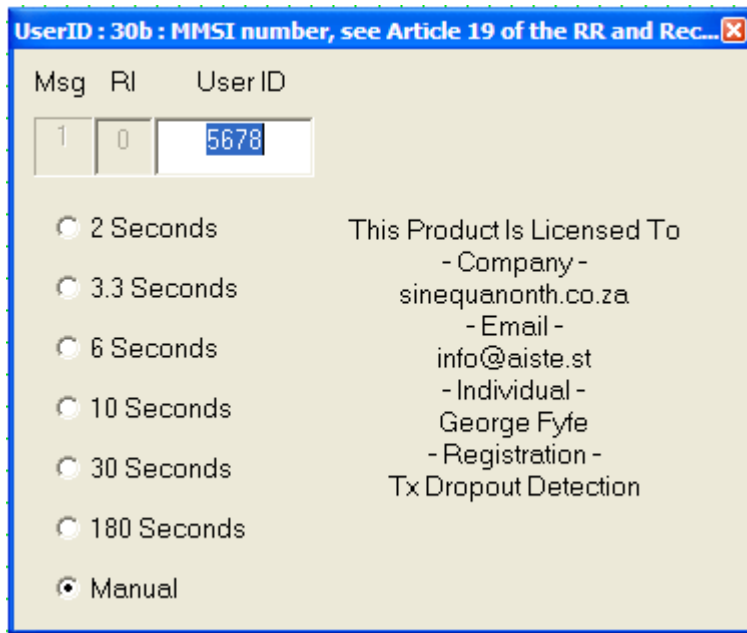 UserID : 30b : MMSI number, see Article 19 of the RR and Rec...
Msg RI User ID
1 0 5678
2 Seconds
3.3 Seconds
6 Seconds
10 Seconds
30 Seconds
180 Seconds
Manual
This Product Is Licensed To
- Company -
sinequanonth.co.za
- Email -
info@aiste.st
- Individual -
George Fyfe
- Registration -
Tx Dropout Detection